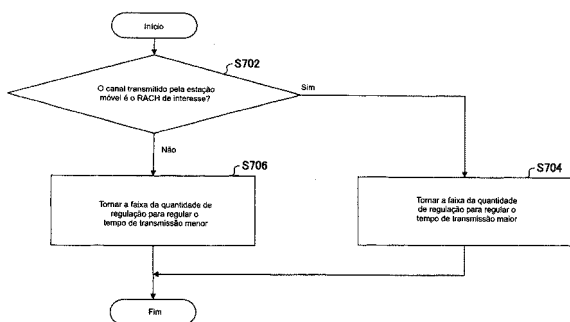 Início
S702
O canal transmitido pela estação
móvel é o RACH de interesse?
Sim
Não
S706
S704
Tornar a faixa da quantidade de
regulação para regular o
tempo de transmissão menor
Tornar a faixa da quantidade
de regulação para regular o
tempo de transmissão maior
Fim